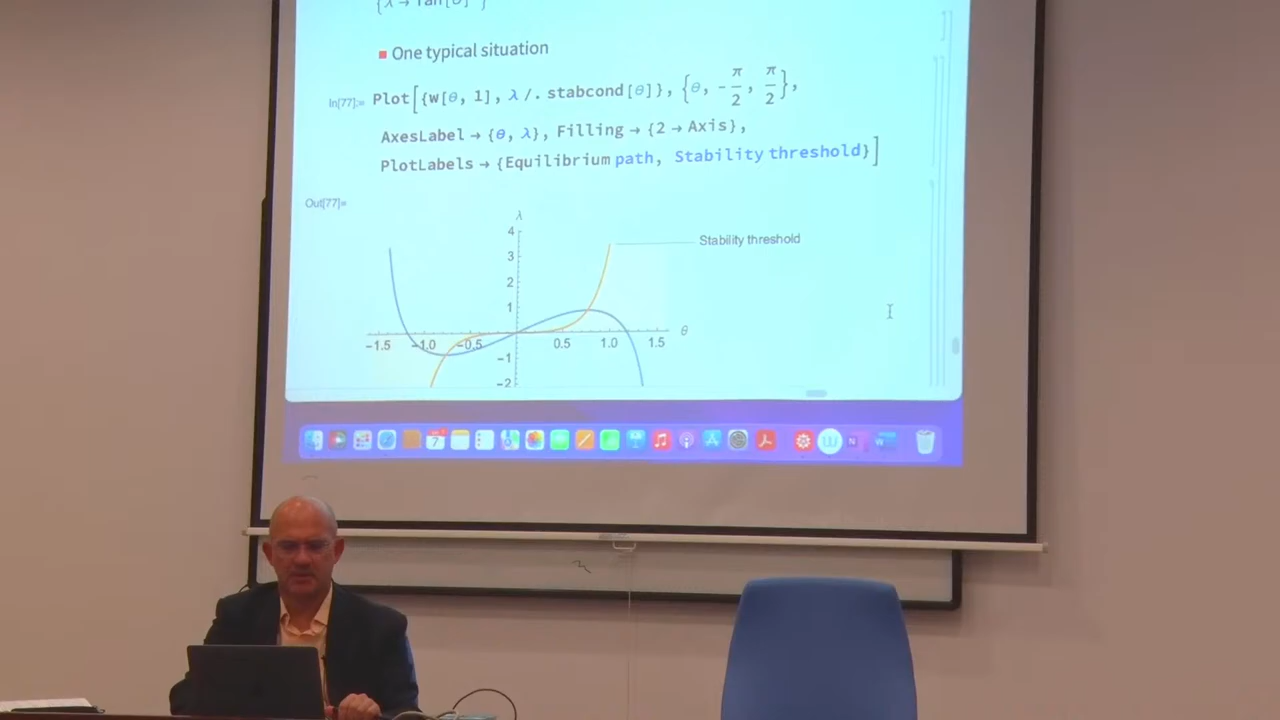 One typical situation
In[77]:= Plot[{w[θ, 1], λ /. stabcond[θ]}, {θ, -π/2, π/2},
AxesLabel → {θ, λ}, Filling → {2 → Axis},
PlotLabels → {Equilibrium path, Stability threshold}]
Out[77]=
λ
4
Stability threshold
3
2
1
θ
-1.5 -1.0 -0.5 0.5 1.0 1.5
-1
-2
7